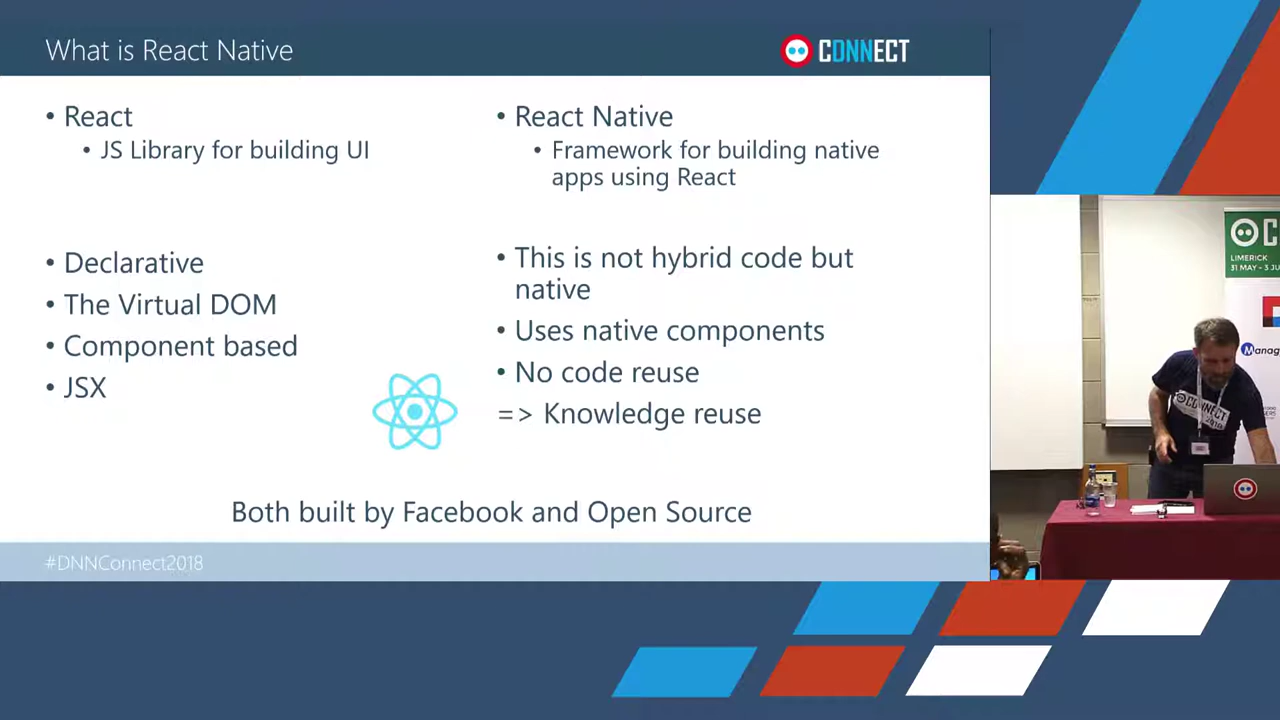 What is React Native
CONNECT
• React
• JS Library for building UI
• Declarative
• The Virtual DOM
• Component based
• JSX
• React Native
• Framework for building native
apps using React
• This is not hybrid code but
native
• Uses native components
• No code reuse
=> Knowledge reuse
Both built by Facebook and Open Source
#DNNConnect2018
C
LIMERICK
31 MAY - 3 JU
Manag
CONNECT